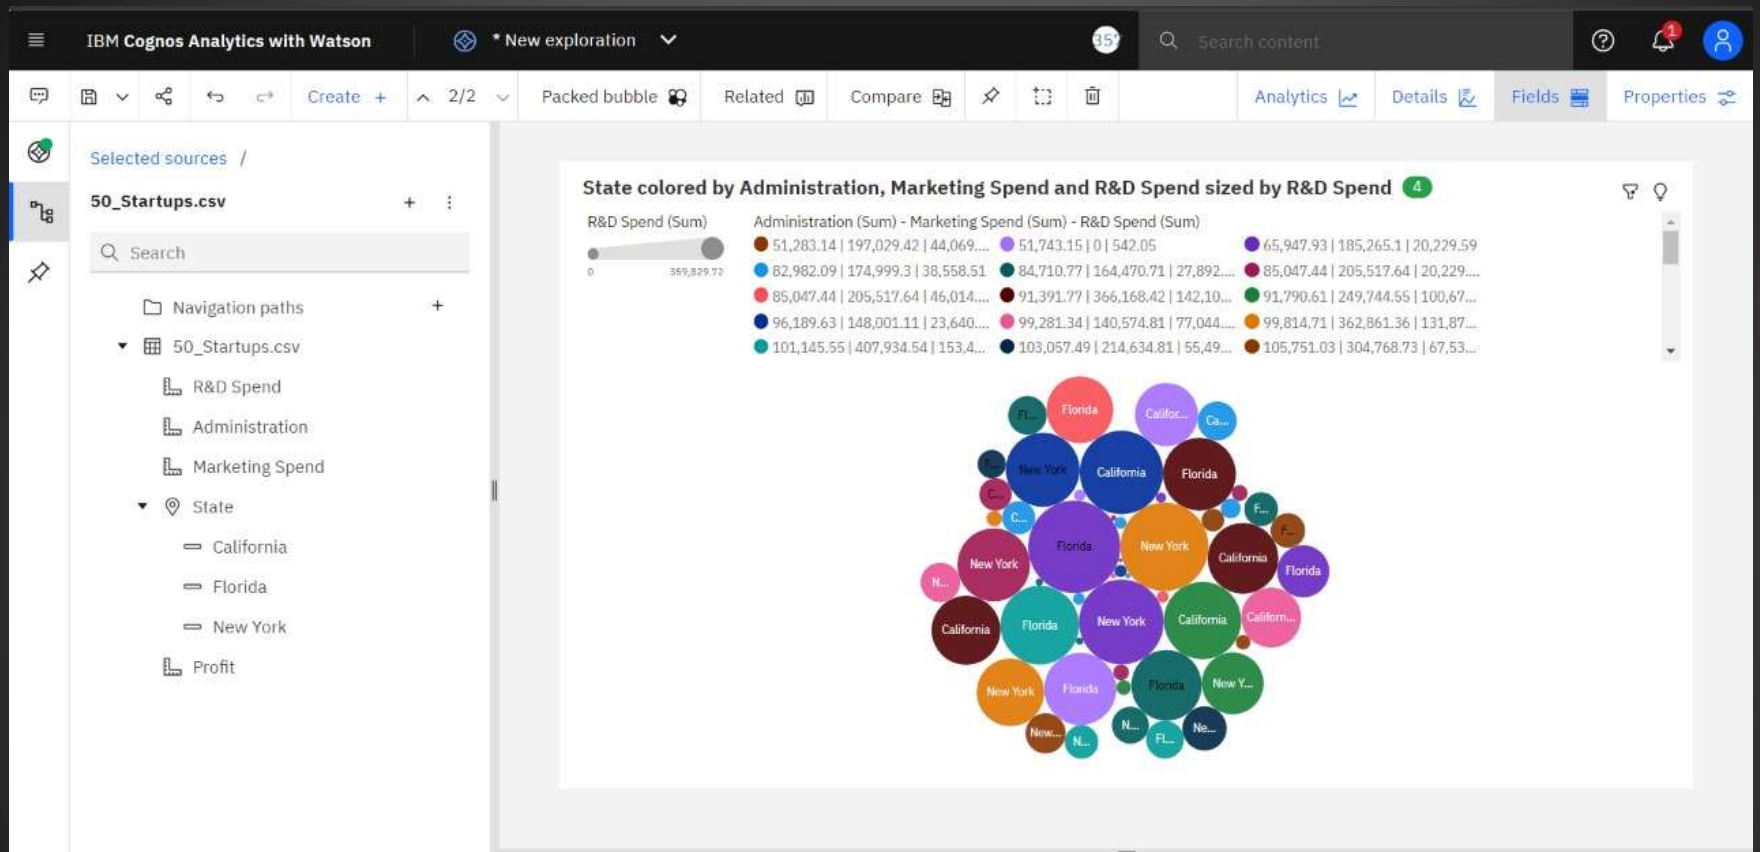 IBM Cognos Analytics with Watson
* New exploration
Search content
1
Create +
2/2
Packed bubble
Related
Compare
Analytics
Details
Fields
Properties
Selected sources /
50_Startups.csv
Search
Navigation paths
50_Startups.csv
R&D Spend
Administration
Marketing Spend
State
California
Florida
New York
Profit
State colored by Administration, Marketing Spend and R&D Spend sized by R&D Spend 4
R&D Spend (Sum)
0
359,829.72
Administration (Sum) - Marketing Spend (Sum) - R&D Spend (Sum)
51,283.14 | 197,029.42 | 44,069.... 51,743.15 | 0 | 542.05 65,947.93 | 185,265.1 | 20,229.59
82,982.09 | 174,999.3 | 38,558.51 84,710.77 | 164,470.71 | 27,892.... 85,047.44 | 205,517.64 | 20,229....
85,047.44 | 205,517.64 | 46,014.... 91,391.77 | 366,168.42 | 142,10... 91,790.61 | 249,744.55 | 100,67...
96,189.63 | 148,001.11 | 23,640.... 99,281.34 | 140,574.81 | 77,044.... 99,814.71 | 362,861.36 | 131,87...
101,145.55 | 407,934.54 | 153,4... 103,057.49 | 214,634.81 | 55,49... 105,751.03 | 304,768.73 | 67,53...
Fl... Florida Califor... Ca...
New York California Florida
F...
C...
C... F...
F...
Florida New York
New York California Florida
N...
California Florida New York California Californ...
New York Florida Florida New Y...
New... N... N... Fl... Ne...